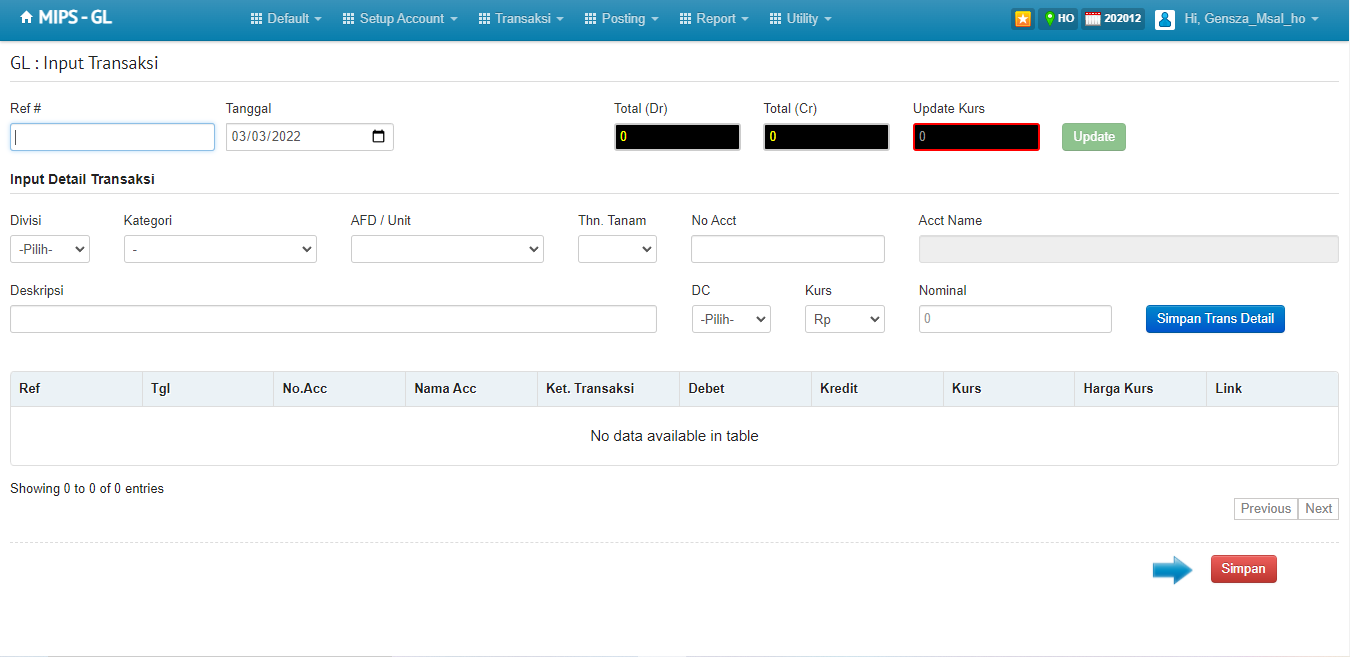 MIPS - GL Default Setup Account Transaksi Posting Report Utility HO 202012 Hi, Gensza_Msal_ho
GL : Input Transaksi
Ref # Tanggal Total (Dr) Total (Cr) Update Kurs
03/03/2022 0 0 0 Update
Input Detail Transaksi
Divisi Kategori AFD / Unit Thn. Tanam No Acct Acct Name
-Pilih- -
Deskripsi DC Kurs Nominal
-Pilih- Rp 0 Simpan Trans Detail
Ref Tgl No.Acc Nama Acc Ket. Transaksi Debet Kredit Kurs Harga Kurs Link
No data available in table
Showing 0 to 0 of 0 entries
Previous Next
Simpan